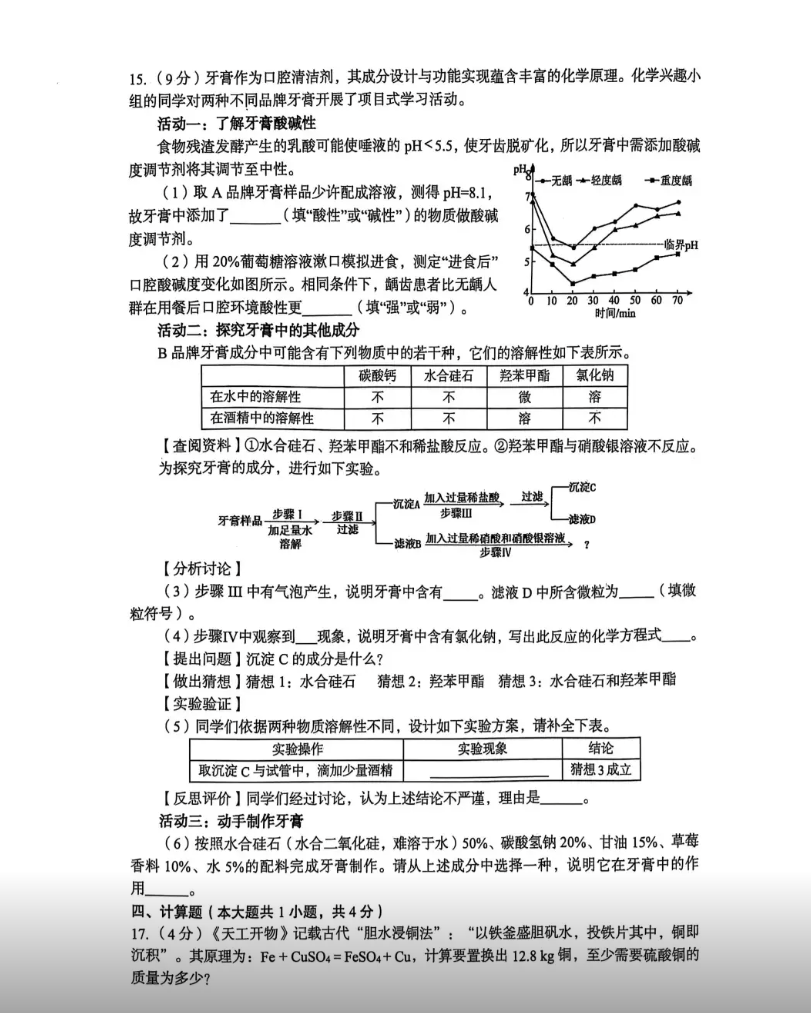 15.（9分）牙膏作为口腔清洁剂，其成分设计与功能实现蕴含丰富的化学原理。化学兴趣小
组的同学对两种不同品牌牙膏开展了项目式学习活动。
活动一：了解牙膏酸碱性
食物残渣发酵产生的乳酸可能使唾液的 pH＜5.5，使牙齿脱矿化，所以牙膏中需添加酸碱
度调节剂将其调节至中性。
（1）取 A 品牌牙膏样品少许配成溶液，测得 pH=8.1，
故牙膏中添加了______（填“酸性”或“碱性”）的物质做酸碱
度调节剂。
（2）用 20%葡萄糖溶液漱口模拟进食，测定“进食后”
口腔酸碱度变化如图所示。相同条件下，龋齿患者比无龋人
群在用餐后口腔环境酸性更______（填“强”或“弱”）。
pH
8
7
6
5
4
无龋 轻度龋 重度龋
临界pH
0 10 20 30 40 50 60 70
时间/min
活动二：探究牙膏中的其他成分
B 品牌牙膏成分中可能含有下列物质中的若干种，它们的溶解性如下表所示。
碳酸钙 水合硅石 羟苯甲酯 氯化钠
在水中的溶解性 不 不 微 溶
在酒精中的溶解性 不 不 溶 不
【查阅资料】①水合硅石、羟苯甲酯不和稀盐酸反应。②羟苯甲酯与硝酸银溶液不反应。
为探究牙膏的成分，进行如下实验。
牙膏样品 步骤Ⅰ 加足量水 溶解 步骤Ⅱ 过滤
沉淀A 加入过量稀盐酸 步骤Ⅲ 过滤 沉淀C
滤液D
滤液B 加入过量稀硝酸和硝酸银溶液 步骤Ⅳ ？
【分析讨论】
（3）步骤 Ⅲ 中有气泡产生，说明牙膏中含有____。滤液 D 中所含微粒为____（填微
粒符号）。
（4）步骤Ⅳ中观察到___现象，说明牙膏中含有氯化钠，写出此反应的化学方程式____。
【提出问题】沉淀 C 的成分是什么？
【做出猜想】猜想 1：水合硅石 猜想 2：羟苯甲酯 猜想 3：水合硅石和羟苯甲酯
【实验验证】
（5）同学们依据两种物质溶解性不同，设计如下实验方案，请补全下表。
实验操作 实验现象 结论
取沉淀 C 与试管中，滴加少量酒精 ______________ 猜想 3 成立
【反思评价】同学们经过讨论，认为上述结论不严谨，理由是______。
活动三：动手制作牙膏
（6）按照水合硅石（水合二氧化硅，难溶于水）50%、碳酸氢钠 20%、甘油 15%、草莓
香料 10%、水 5%的配料完成牙膏制作。请从上述成分中选择一种，说明它在牙膏中的作
用______。
四、计算题（本大题共 1 小题，共 4 分）
17.（4 分）《天工开物》记载古代“胆水浸铜法”：“以铁釜盛胆矾水，投铁片其中，铜即
沉积”。其原理为：Fe + CuSO₄ = FeSO₄ + Cu，计算要置换出 12.8 kg 铜，至少需要硫酸铜的
质量为多少？